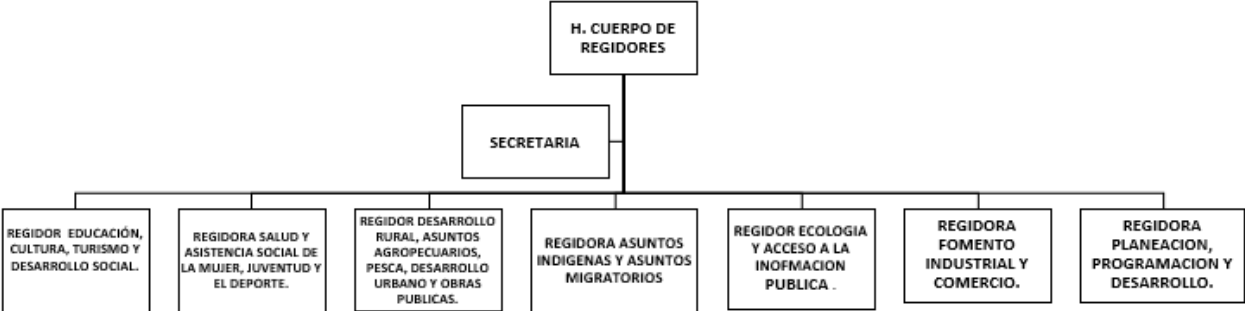 H. CUERPO DE
REGIDORES
SECRETARIA
REGIDOR EDUCACIÓN,
CULTURA, TURISMO Y
DESARROLLO SOCIAL.
REGIDORA SALUD Y
ASISTENCIA SOCIAL DE
LA MUJER, JUVENTUD Y
EL DEPORTE.
REGIDOR DESARROLLO
RURAL, ASUNTOS
AGROPECUARIOS,
PESCA, DESARROLLO
URBANO Y OBRAS
PUBLICAS.
REGIDORA ASUNTOS
INDIGENAS Y ASUNTOS
MIGRATORIOS
REGIDOR ECOLOGIA
Y ACCESO A LA
INOFMACION
PUBLICA .
REGIDORA
FOMENTO
INDUSTRIAL Y
COMERCIO.
REGIDORA
PLANEACION,
PROGRAMACION Y
DESARROLLO.